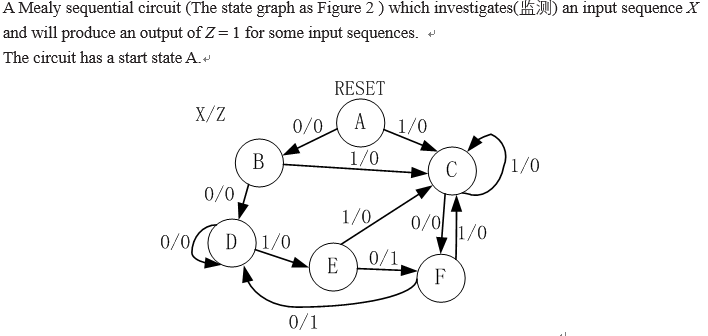 A Mealy sequential circuit (The state graph as Figure 2 ) which investigates(监测) an input sequence X
and will produce an output of Z = 1 for some input sequences.
The circuit has a start state A.
RESET
X/Z
0/0
A
1/0
B
1/0
C
1/0
0/0
1/0
0/0
1/0
0/0
D
1/0
E
0/1
F
0/1